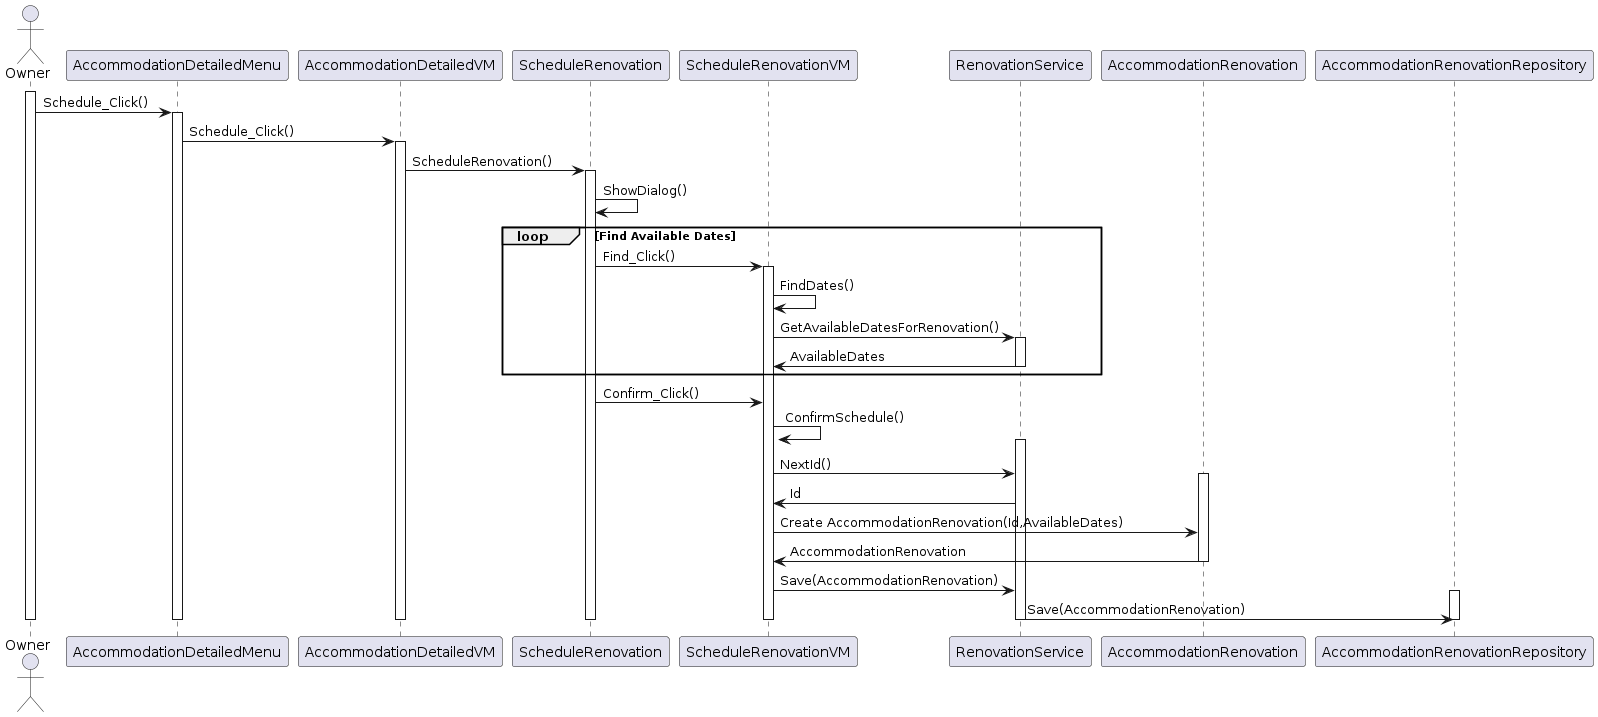 Owner
AccommodationDetailedMenu
AccommodationDetailedVM
ScheduleRenovation
ScheduleRenovationVM
RenovationService
AccommodationRenovation
AccommodationRenovationRepository
Schedule_Click()
Schedule_Click()
ScheduleRenovation()
ShowDialog()
loop
[Find Available Dates]
Find_Click()
FindDates()
GetAvailableDatesForRenovation()
AvailableDates
Confirm_Click()
ConfirmSchedule()
NextId()
Id
Create AccommodationRenovation(Id,AvailableDates)
AccommodationRenovation
Save(AccommodationRenovation)
Save(AccommodationRenovation)
Owner
AccommodationDetailedMenu
AccommodationDetailedVM
ScheduleRenovation
ScheduleRenovationVM
RenovationService
AccommodationRenovation
AccommodationRenovationRepository